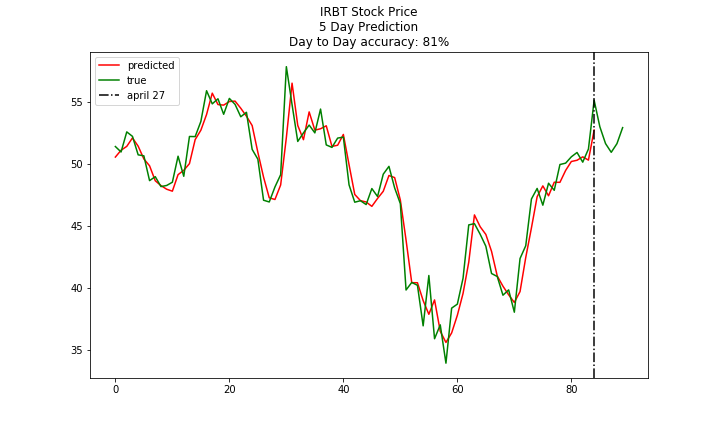 IRBT Stock Price
5 Day Prediction
Day to Day accuracy: 81%
predicted
true
april 27
55
50
45
40
35
0 20 40 60 80